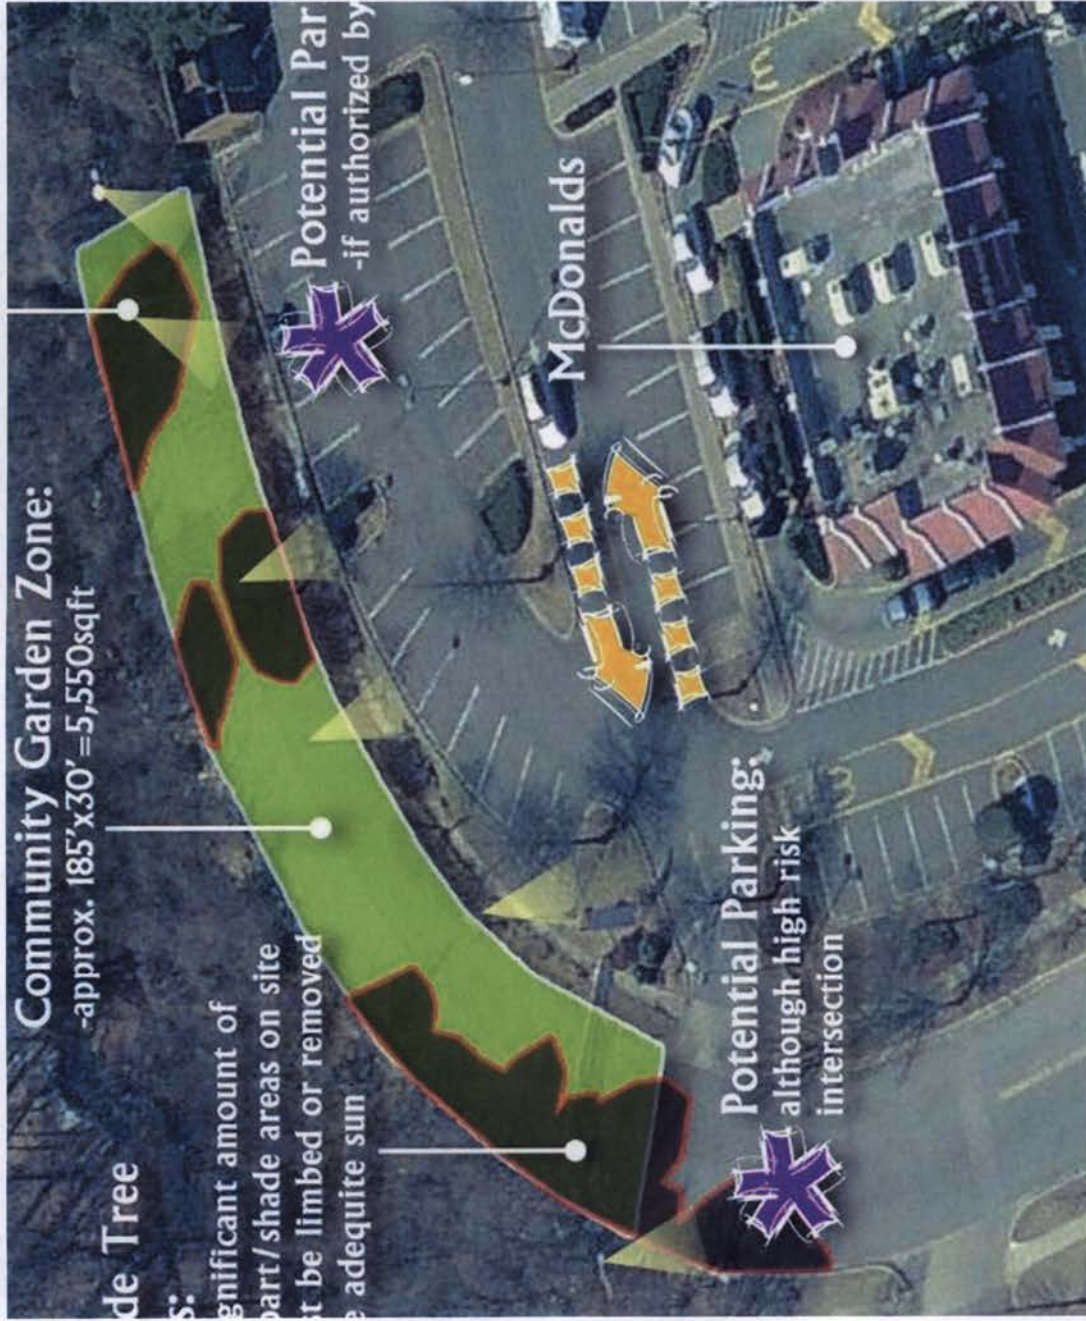 Community Garden Zone:
-approx. 185'x30'=5,550sqft
de Tree
s:
gnificant amount of
part/shade areas on site
st be limbed or removed
e adequite sun
Potential Par
-if authorized by
McDonalds
Potential Parking:
although high risk
intersection